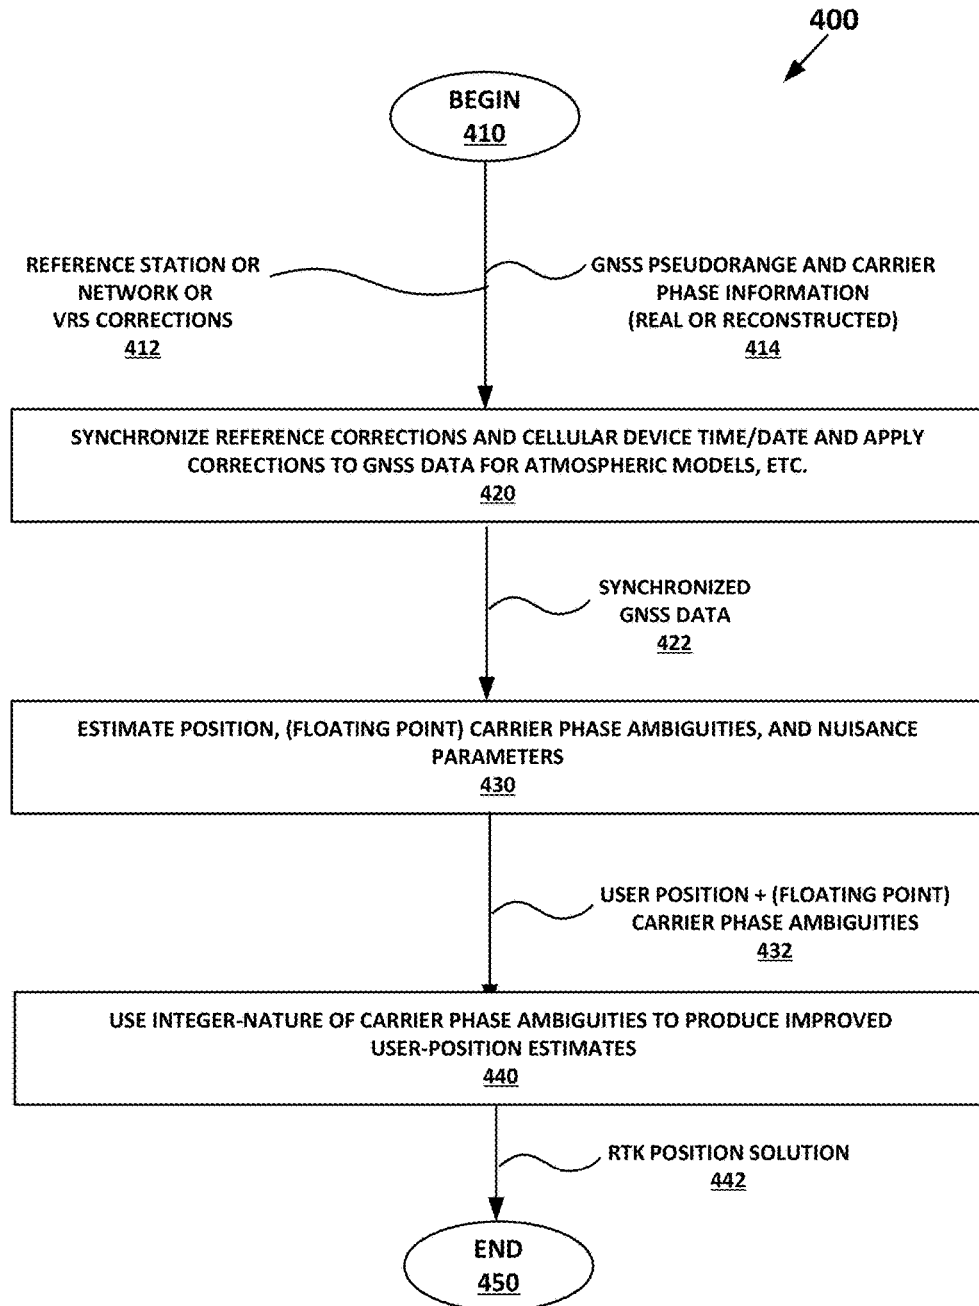 400
BEGIN
410
REFERENCE STATION OR
NETWORK OR
VRS CORRECTIONS
412
GNSS PSEUDORANGE AND CARRIER
PHASE INFORMATION
(REAL OR RECONSTRUCTED)
414
SYNCHRONIZE REFERENCE CORRECTIONS AND CELLULAR DEVICE TIME/DATE AND APPLY
CORRECTIONS TO GNSS DATA FOR ATMOSPHERIC MODELS, ETC.
420
SYNCHRONIZED
GNSS DATA
422
ESTIMATE POSITION, (FLOATING POINT) CARRIER PHASE AMBIGUITIES, AND NUISANCE
PARAMETERS
430
USER POSITION + (FLOATING POINT)
CARRIER PHASE AMBIGUITIES
432
USE INTEGER-NATURE OF CARRIER PHASE AMBIGUITIES TO PRODUCE IMPROVED
USER-POSITION ESTIMATES
440
RTK POSITION SOLUTION
442
END
450